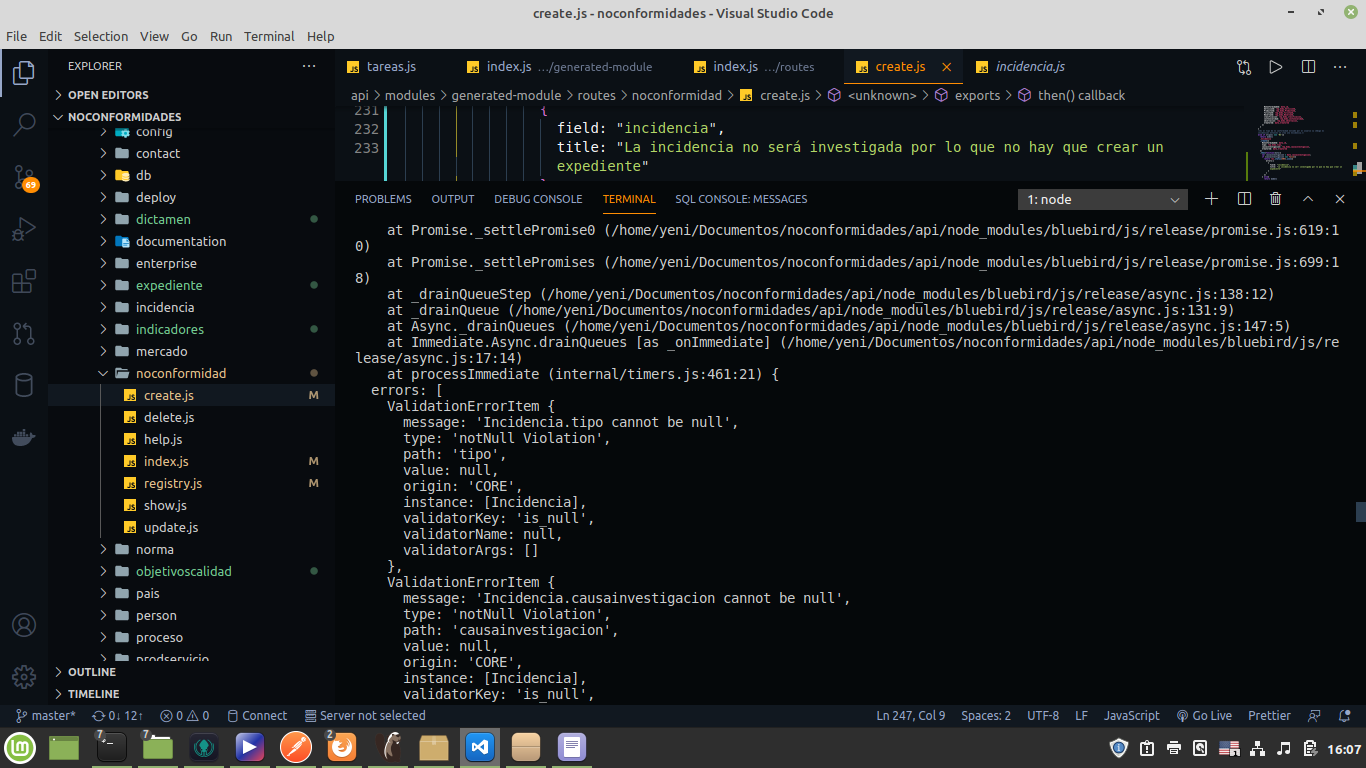 create.js - noconformidades - Visual Studio Code
File Edit Selection View Go Run Terminal Help
EXPLORER
OPEN EDITORS
NOCONFORMIDADES
config
contact
db
deploy
dictamen
documentation
enterprise
expediente
incidencia
indicadores
mercado
noconformidad
create.js M
delete.js
help.js
index.js M
registry.js M
show.js
update.js
norma
objetivoscalidad
pais
person
proceso
prodservicio
OUTLINE
TIMELINE
69
tareas.js index.js .../generated-module index.js .../routes create.js incidencia.js
api > modules > generated-module > routes > noconformidad > create.js > <unknown> > exports > then() callback
231 {
232 field: "incidencia",
233 title: "La incidencia no será investigada por lo que no hay que crear un
expediente"
PROBLEMS OUTPUT DEBUG CONSOLE TERMINAL SQL CONSOLE: MESSAGES 1: node
at Promise._settlePromise0 (/home/yeni/Documentos/noconformidades/api/node_modules/bluebird/js/release/promise.js:619:1
0)
at Promise._settlePromises (/home/yeni/Documentos/noconformidades/api/node_modules/bluebird/js/release/promise.js:699:1
8)
at _drainQueueStep (/home/yeni/Documentos/noconformidades/api/node_modules/bluebird/js/release/async.js:138:12)
at _drainQueue (/home/yeni/Documentos/noconformidades/api/node_modules/bluebird/js/release/async.js:131:9)
at Async._drainQueues (/home/yeni/Documentos/noconformidades/api/node_modules/bluebird/js/release/async.js:147:5)
at Immediate.Async.drainQueues [as _onImmediate] (/home/yeni/Documentos/noconformidades/api/node_modules/bluebird/js/re
lease/async.js:17:14)
at processImmediate (internal/timers.js:461:21) {
errors: [
ValidationErrorItem {
message: 'Incidencia.tipo cannot be null',
type: 'notNull Violation',
path: 'tipo',
value: null,
origin: 'CORE',
instance: [Incidencia],
validatorKey: 'is_null',
validatorName: null,
validatorArgs: []
},
ValidationErrorItem {
message: 'Incidencia.causainvestigacion cannot be null',
type: 'notNull Violation',
path: 'causainvestigacion',
value: null,
origin: 'CORE',
instance: [Incidencia],
validatorKey: 'is_null',
master* 0↓ 12↑ 0 0 Connect Server not selected Ln 247, Col 9 Spaces: 2 UTF-8 LF JavaScript Go Live Prettier
7 7 2 16:07